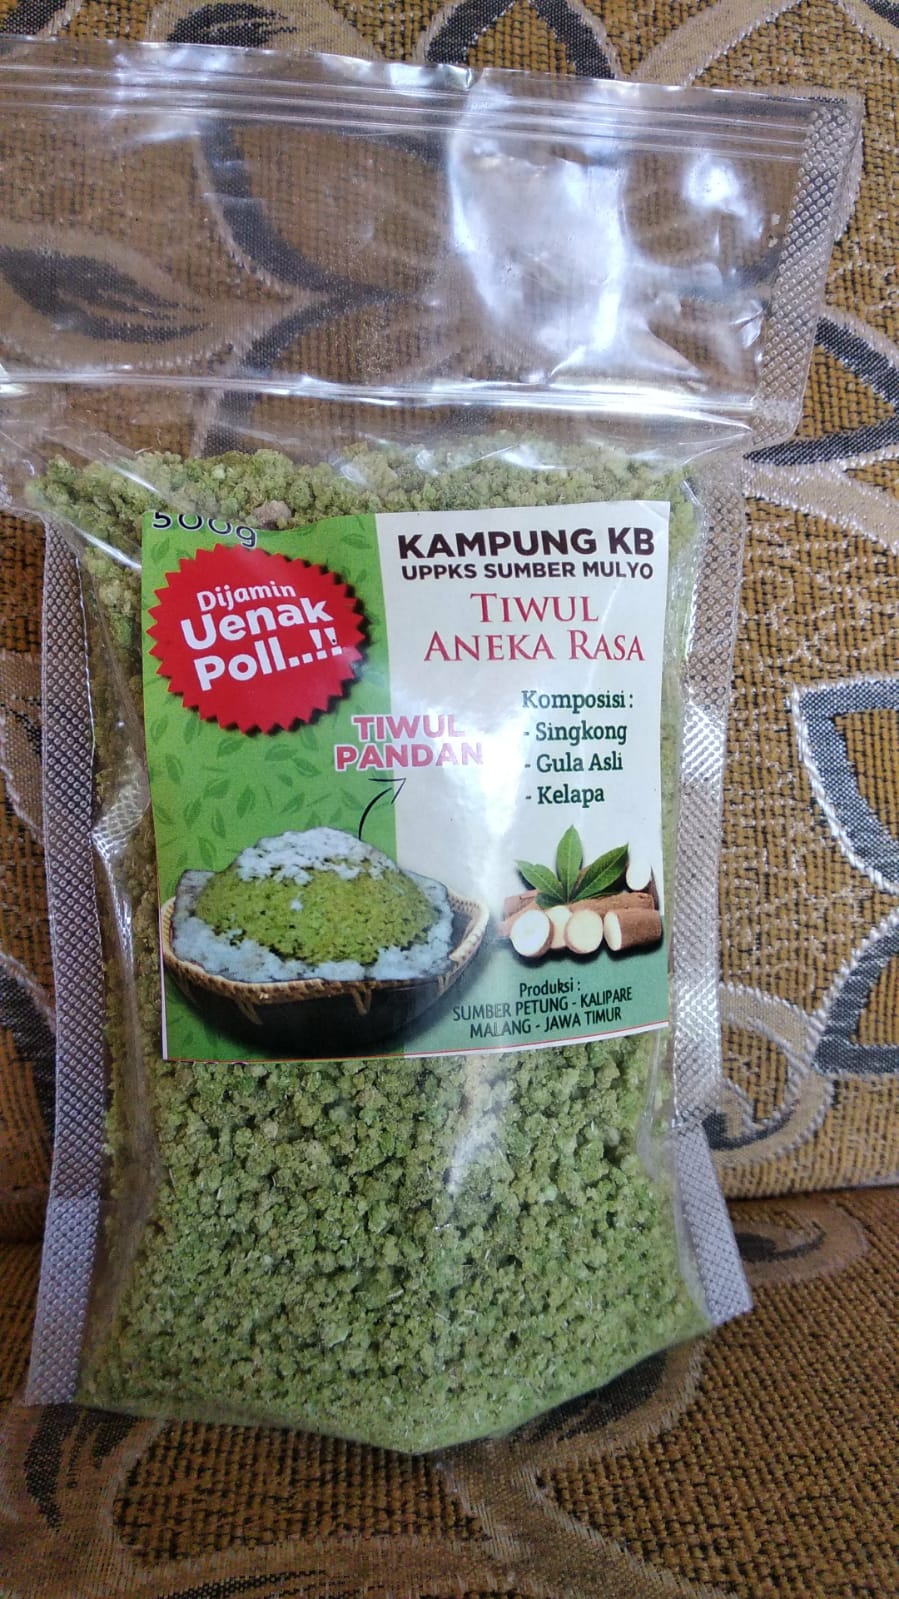 500g
Dijamin
Uenak
Poll..!!
KAMPUNG KB
UPPKS SUMBER MULYO
TIWUL
ANEKA RASA
TIWUL
PANDAN
Komposisi :
- Singkong
- Gula Asli
- Kelapa
Produksi :
SUMBER PETUNG - KALIPARE
MALANG - JAWA TIMUR